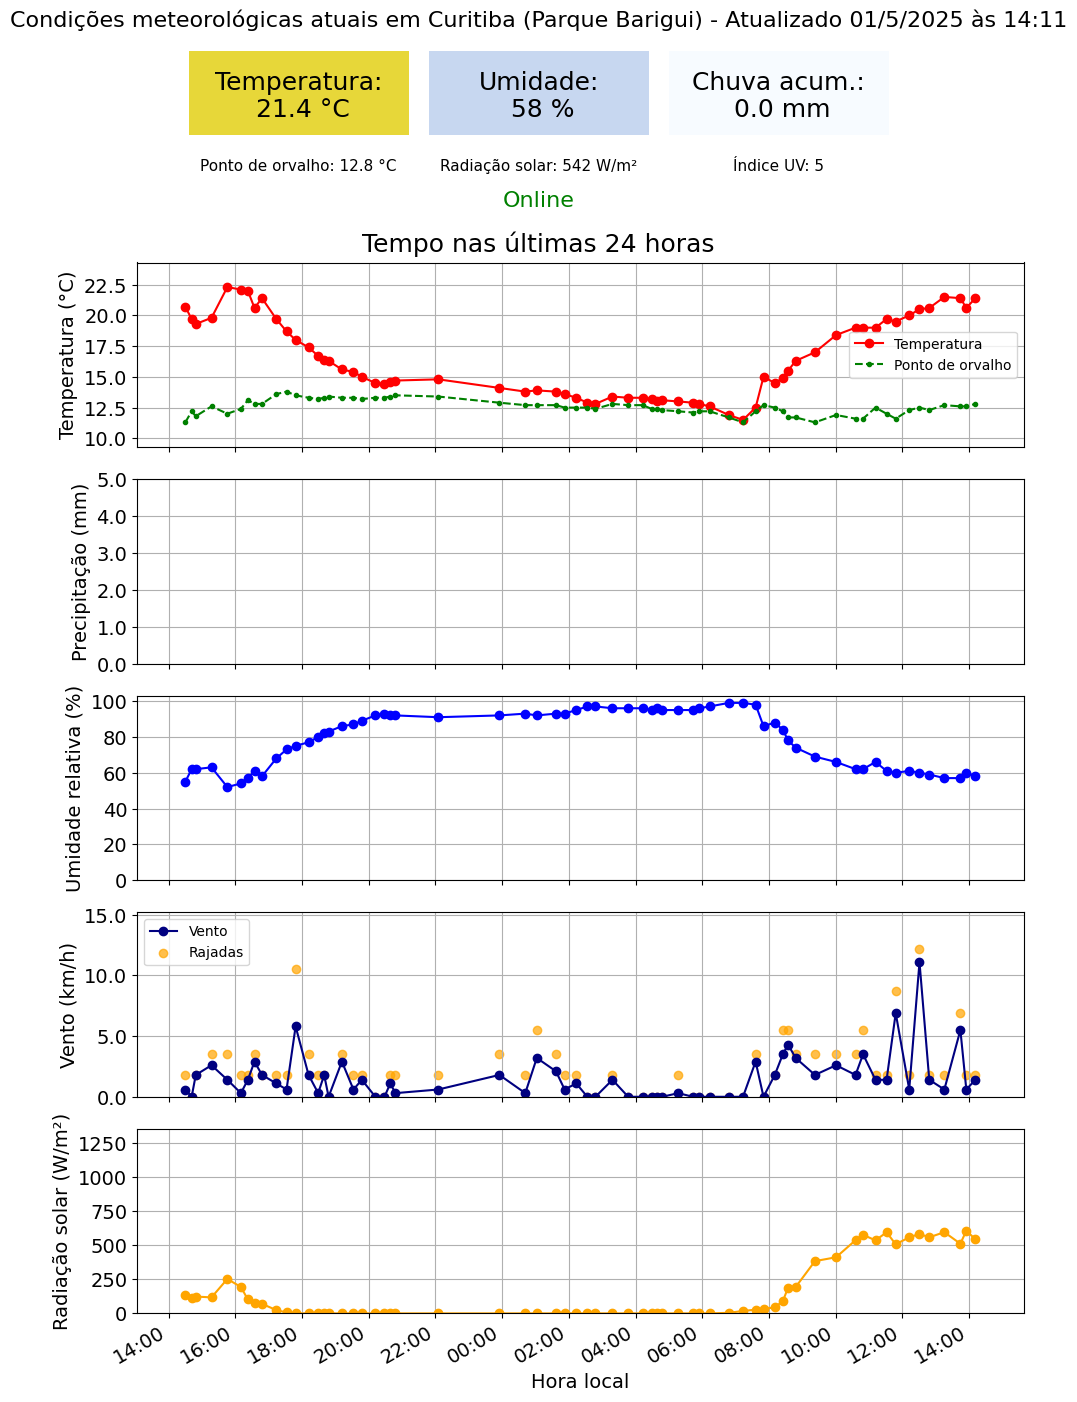 Condições meteorológicas atuais em Curitiba (Parque Barigui) - Atualizado 01/5/2025 às 14:11
Temperatura:
21.4 °C
Umidade:
58 %
Chuva acum.:
0.0 mm
Ponto de orvalho: 12.8 °C
Radiação solar: 542 W/m²
Índice UV: 5
Online
Tempo nas últimas 24 horas
Temperatura (°C)
22.5
20.0
17.5
15.0
12.5
10.0
Temperatura
Ponto de orvalho
Precipitação (mm)
5.0
4.0
3.0
2.0
1.0
0.0
Umidade relativa (%)
100
80
60
40
20
0
Vento (km/h)
15.0
10.0
5.0
0.0
Vento
Rajadas
Radiação solar (W/m²)
1250
1000
750
500
250
0
14:00
16:00
18:00
20:00
22:00
00:00
02:00
04:00
06:00
08:00
10:00
12:00
14:00
Hora local